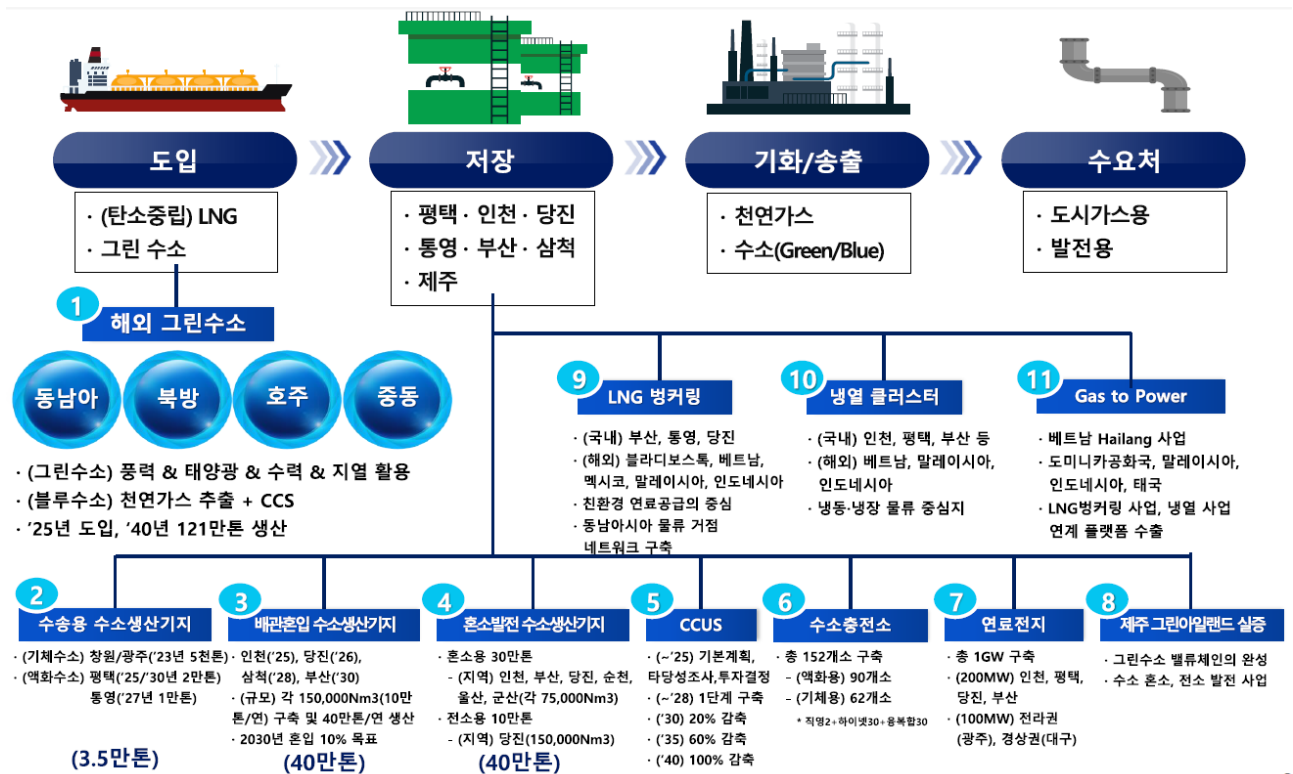 도입
저장
기화/송출
수요처
· (탄소중립) LNG
· 그린 수소
· 평택 · 인천 · 당진
· 통영 · 부산 · 삼척
· 제주
· 천연가스
· 수소(Green/Blue)
· 도시가스용
· 발전용
1
해외 그린수소
동남아
북방
호주
중동
· (그린수소) 풍력 & 태양광 & 수력 & 지열 활용
· (블루수소) 천연가스 추출 + CCS
· ’25년 도입, ’40년 121만톤 생산
9
LNG 벙커링
· (국내) 부산, 통영, 당진
· (해외) 블라디보스톡, 베트남,
멕시코, 말레이시아, 인도네시아
· 친환경 연료공급의 중심
· 동남아시아 물류 거점
네트워크 구축
10
냉열 클러스터
· (국내) 인천, 평택, 부산 등
· (해외) 베트남, 말레이시아,
인도네시아
· 냉동·냉장 물류 중심지
11
Gas to Power
· 베트남 Hailang 사업
· 도미니카공화국, 말레이시아,
인도네시아, 태국
· LNG벙커링 사업, 냉열 사업
연계 플랫폼 수출
2
수송용 수소생산기지
· (기체수소) 창원/광주(’23년 5천톤)
· (액화수소) 평택(’25/’30년 2만톤)
통영(’27년 1만톤)
(3.5만톤)
3
배관혼입 수소생산기지
· 인천(’25), 당진(’26),
삼척(’28), 부산(’30)
· (규모) 각 150,000Nm3(10만
톤/연) 구축 및 40만톤/연 생산
· 2030년 혼입 10% 목표
(40만톤)
4
혼소발전 수소생산기지
· 혼소용 30만톤
- (지역) 인천, 부산, 당진, 순천,
울산, 군산(각 75,000Nm3)
· 전소용 10만톤
- (지역) 당진(150,000Nm3)
(40만톤)
5
CCUS
· (~’25) 기본계획,
타당성조사,투자결정
· (~’28) 1단계 구축
· (’30) 20% 감축
· (’35) 60% 감축
· (’40) 100% 감축
6
수소충전소
· 총 152개소 구축
- (액화용) 90개소
- (기체용) 62개소
* 직영2+하이넷30+융복합30
7
연료전지
· 총 1GW 구축
· (200MW) 인천, 평택,
당진, 부산
· (100MW) 전라권
(광주), 경상권(대구)
8
제주 그린아일랜드 실증
· 그린수소 밸류체인의 완성
· 수소 혼소, 전소 발전 사업